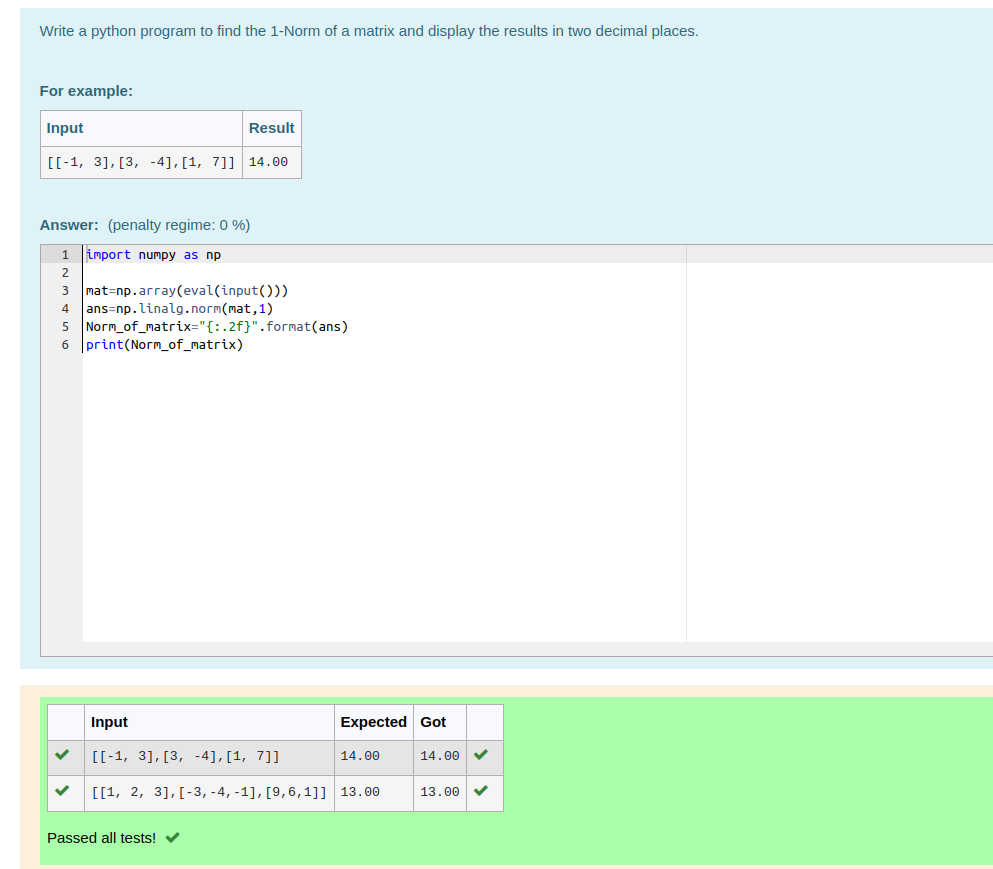 Write a python program to find the 1-Norm of a matrix and display the results in two decimal places.
For example:
Input Result
[[-1, 3],[3, -4],[1, 7]] 14.00
Answer: (penalty regime: 0 %)
1 import numpy as np
2
3 mat=np.array(eval(input()))
4 ans=np.linalg.norm(mat,1)
5 Norm_of_matrix="{:.2f}".format(ans)
6 print(Norm_of_matrix)
Input Expected Got
[[-1, 3],[3, -4],[1, 7]] 14.00 14.00
[[1, 2, 3],[-3,-4,-1],[9,6,1]] 13.00 13.00
Passed all tests!